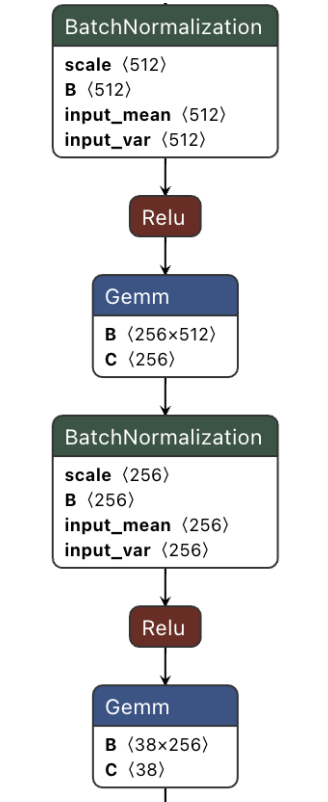 BatchNormalization
scale ⟨512⟩
B ⟨512⟩
input_mean ⟨512⟩
input_var ⟨512⟩
Relu
Gemm
B ⟨256×512⟩
C ⟨256⟩
BatchNormalization
scale ⟨256⟩
B ⟨256⟩
input_mean ⟨256⟩
input_var ⟨256⟩
Relu
Gemm
B ⟨38×256⟩
C ⟨38⟩